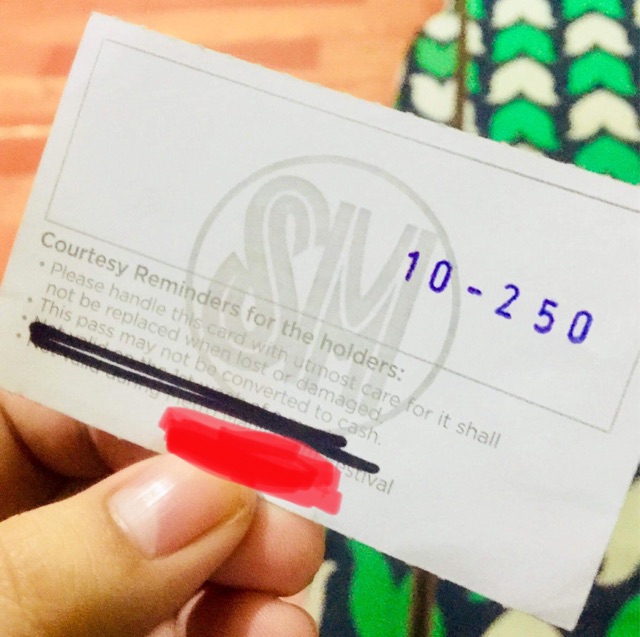 SM
10-250
Courtesy Reminders for the holders:
• Please handle this card with utmost care for it shall
not be replaced when lost or damaged.
• This pass may not be converted to cash.
estival